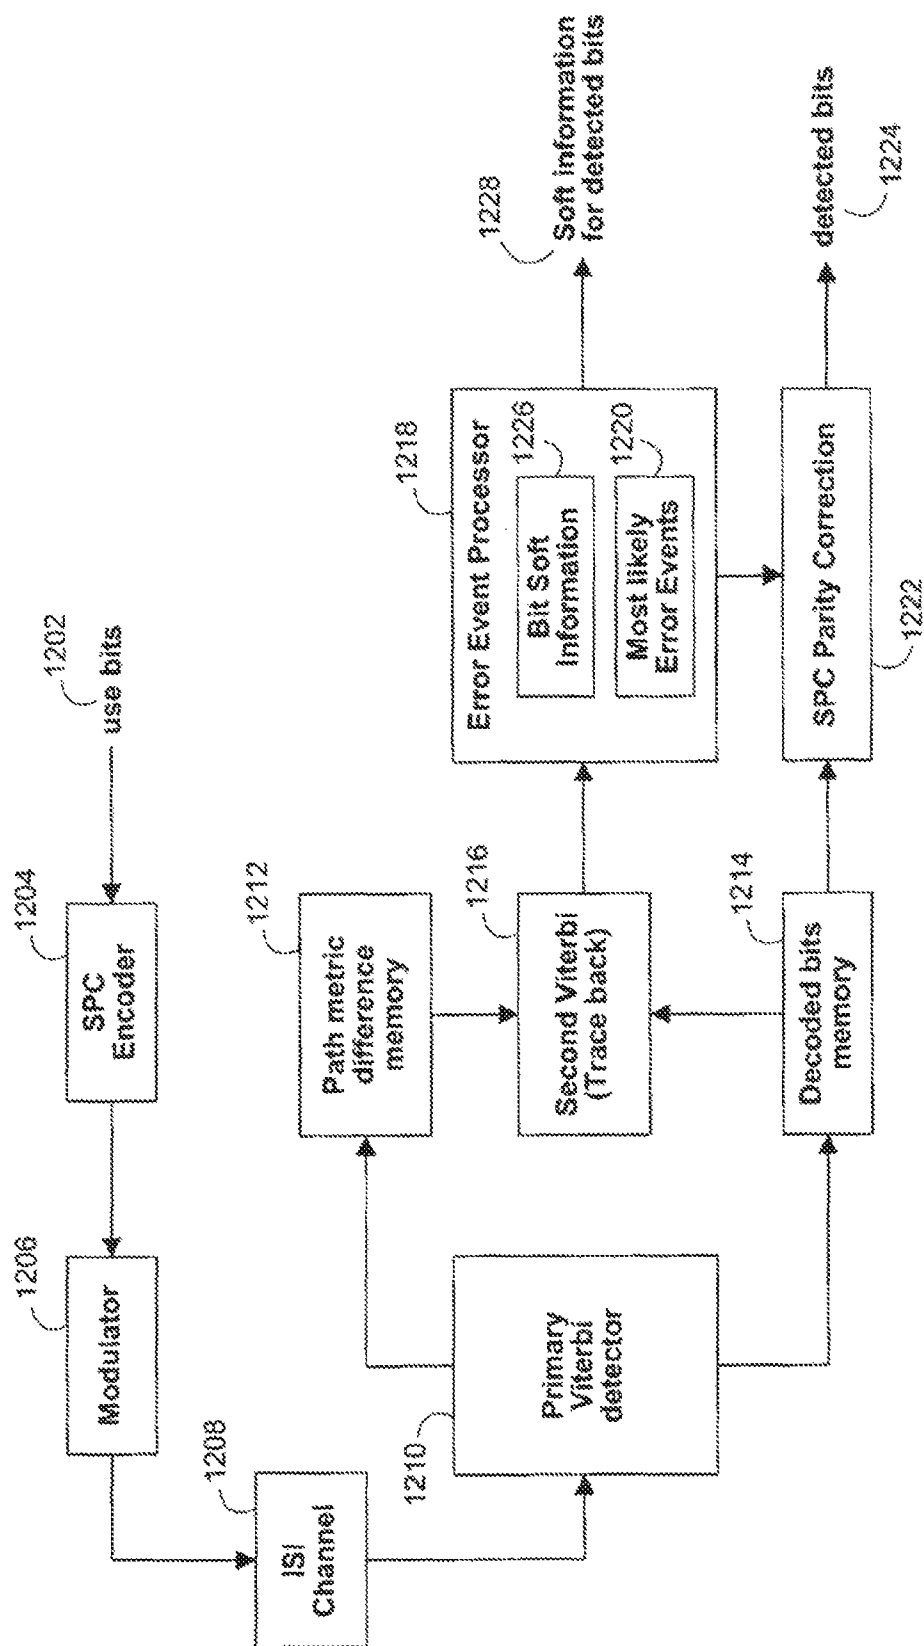 1202
use bits
1204
SPC
Encoder
1206
Modulator
1208
ISI
Channel
1210
Primary
Viterbi
detector
1212
Path metric
difference
memory
1214
Decoded bits
memory
1216
Second Viterbi
(Trace back)
1218
Error Event Processor
1226
Bit Soft
Information
1220
Most likely
Error Events
1222
SPC Parity Correction
1228
Soft information
for detected bits
detected bits
1224